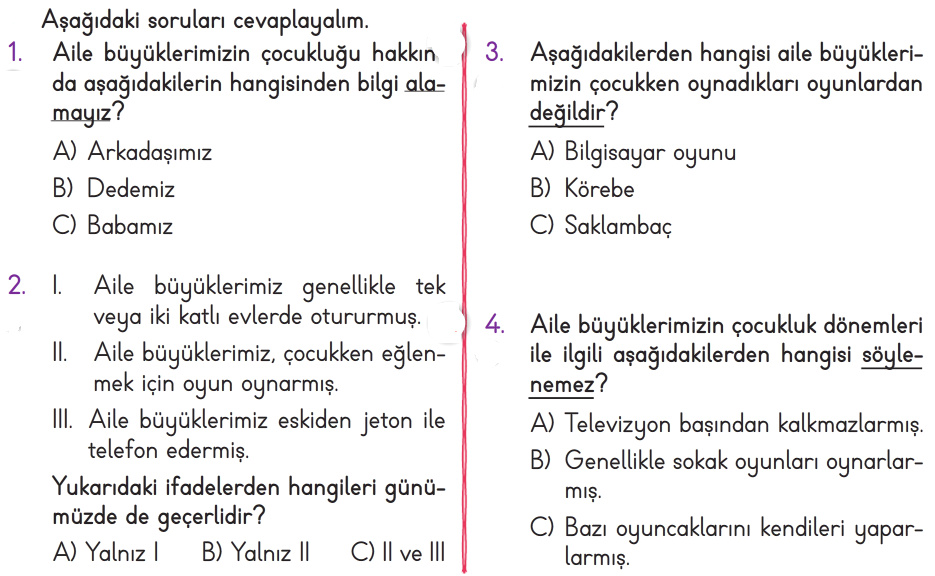 Aşağıdaki soruları cevaplayalım.
1. Aile büyüklerimizin çocukluğu hakkın
da aşağıdakilerin hangisinden bilgi ala-
mayız?
A) Arkadaşımız
B) Dedemiz
C) Babamız
2. I. Aile büyüklerimiz genellikle tek
veya iki katlı evlerde otururmuş.
II. Aile büyüklerimiz, çocukken eğlen-
mek için oyun oynarmış.
III. Aile büyüklerimiz eskiden jeton ile
telefon edermiş.
Yukarıdaki ifadelerden hangileri günü-
müzde de geçerlidir?
A) Yalnız I B) Yalnız II C) II ve III
3. Aşağıdakilerden hangisi aile büyükleri-
mizin çocukken oynadıkları oyunlardan
değildir?
A) Bilgisayar oyunu
B) Körebe
C) Saklambaç
4. Aile büyüklerimizin çocukluk dönemleri
ile ilgili aşağıdakilerden hangisi söyle-
nemez?
A) Televizyon başından kalkmazlarmış.
B) Genellikle sokak oyunları oynarlar-
mış.
C) Bazı oyuncaklarını kendileri yapar-
larmış.